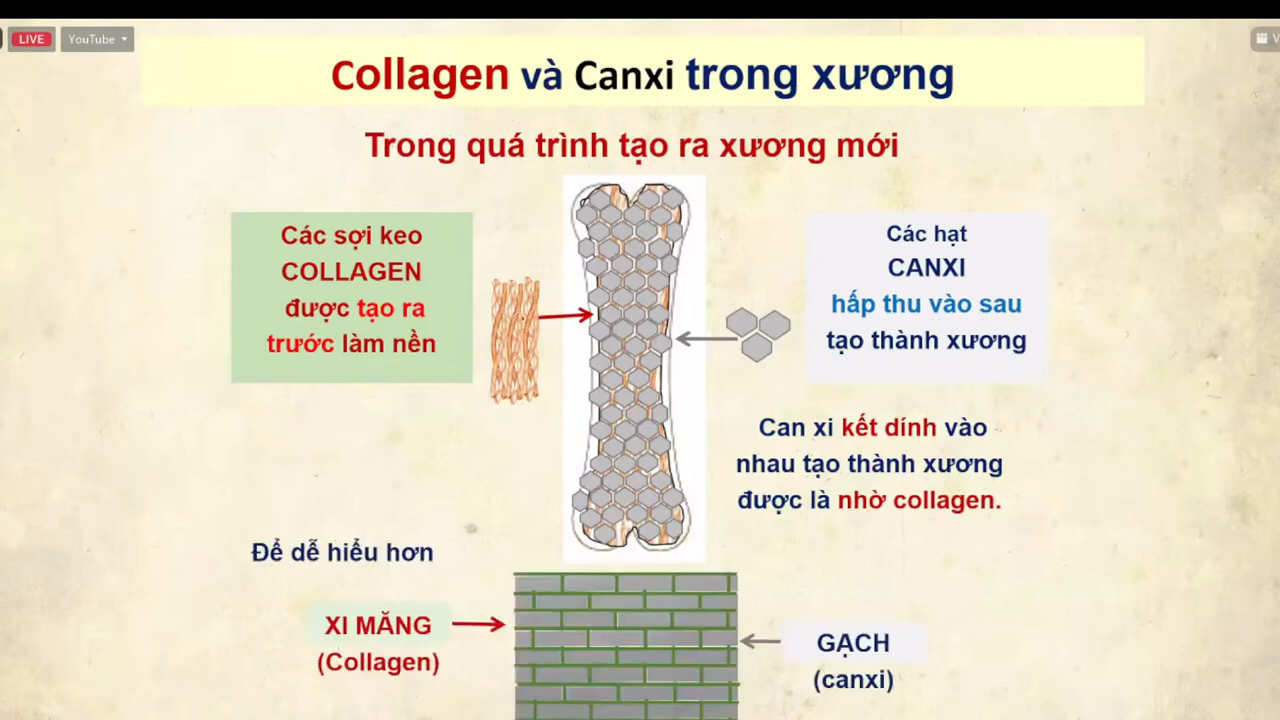 LIVE
YouTube
V
Collagen và Canxi trong xương
Trong quá trình tạo ra xương mới
Các sợi keo
COLLAGEN
được tạo ra
trước làm nền
Các hạt
CANXI
hấp thu vào sau
tạo thành xương
Can xi kết dính vào
nhau tạo thành xương
được là nhờ collagen.
Để dễ hiểu hơn
XI MĂNG
(Collagen)
GẠCH
(canxi)